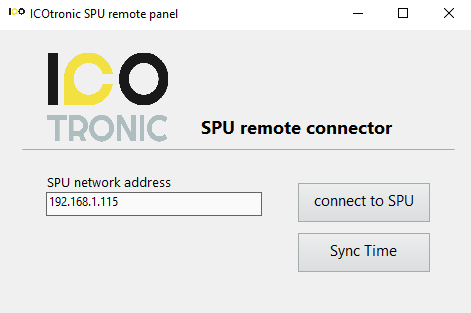 ICO ICOtronic SPU remote panel
ICO
TRONIC
SPU remote connector
SPU network address
192.168.1.115
connect to SPU
Sync Time